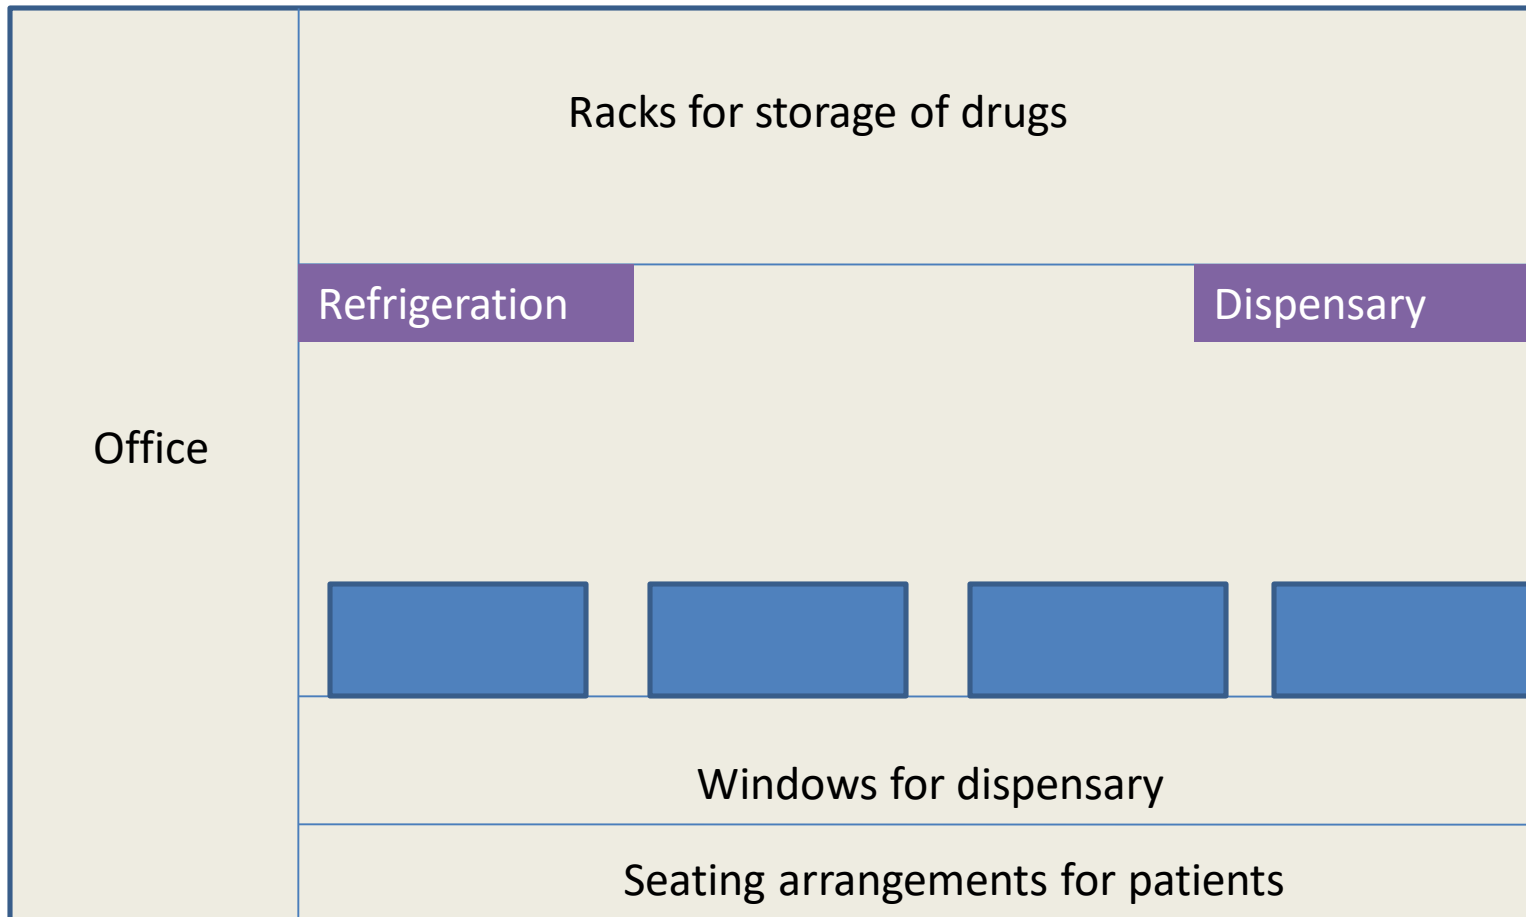 Racks for storage of drugs
Refrigeration
Dispensary
Office
Windows for dispensary
Seating arrangements for patients